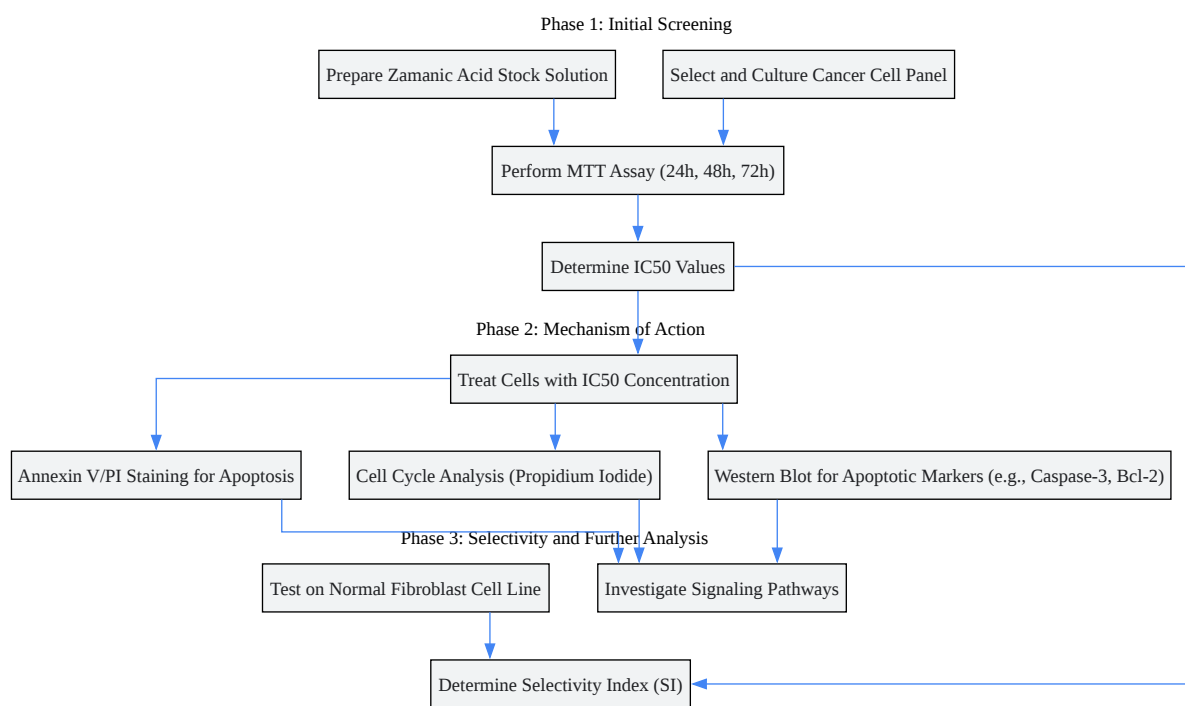 Phase 1: Initial Screening
Prepare Zamanic Acid Stock Solution
Select and Culture Cancer Cell Panel
Perform MTT Assay (24h, 48h, 72h)
Determine IC50 Values
Phase 2: Mechanism of Action
Treat Cells with IC50 Concentration
Annexin V/PI Staining for Apoptosis
Cell Cycle Analysis (Propidium Iodide)
Western Blot for Apoptotic Markers (e.g., Caspase-3, Bcl-2)
Phase 3: Selectivity and Further Analysis
Test on Normal Fibroblast Cell Line
Investigate Signaling Pathways
Determine Selectivity Index (SI)